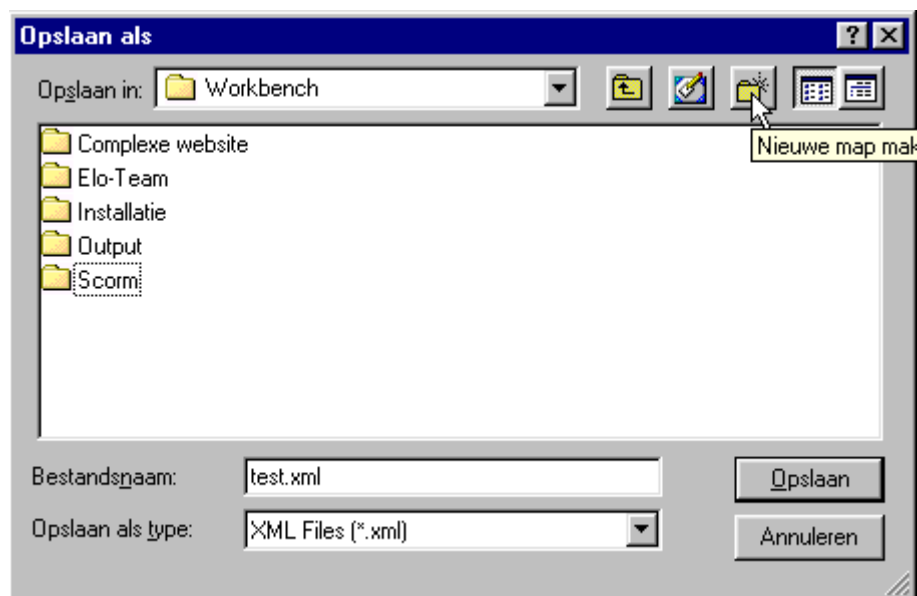 Opslaan als
Opslaan in: Workbench
Nieuwe map mak
Complexe website
Elo-Team
Installatie
Output
Scorm
Bestandsnaam: test.xml
Opslaan
Opslaan als type: XML Files (*.xml)
Annuleren